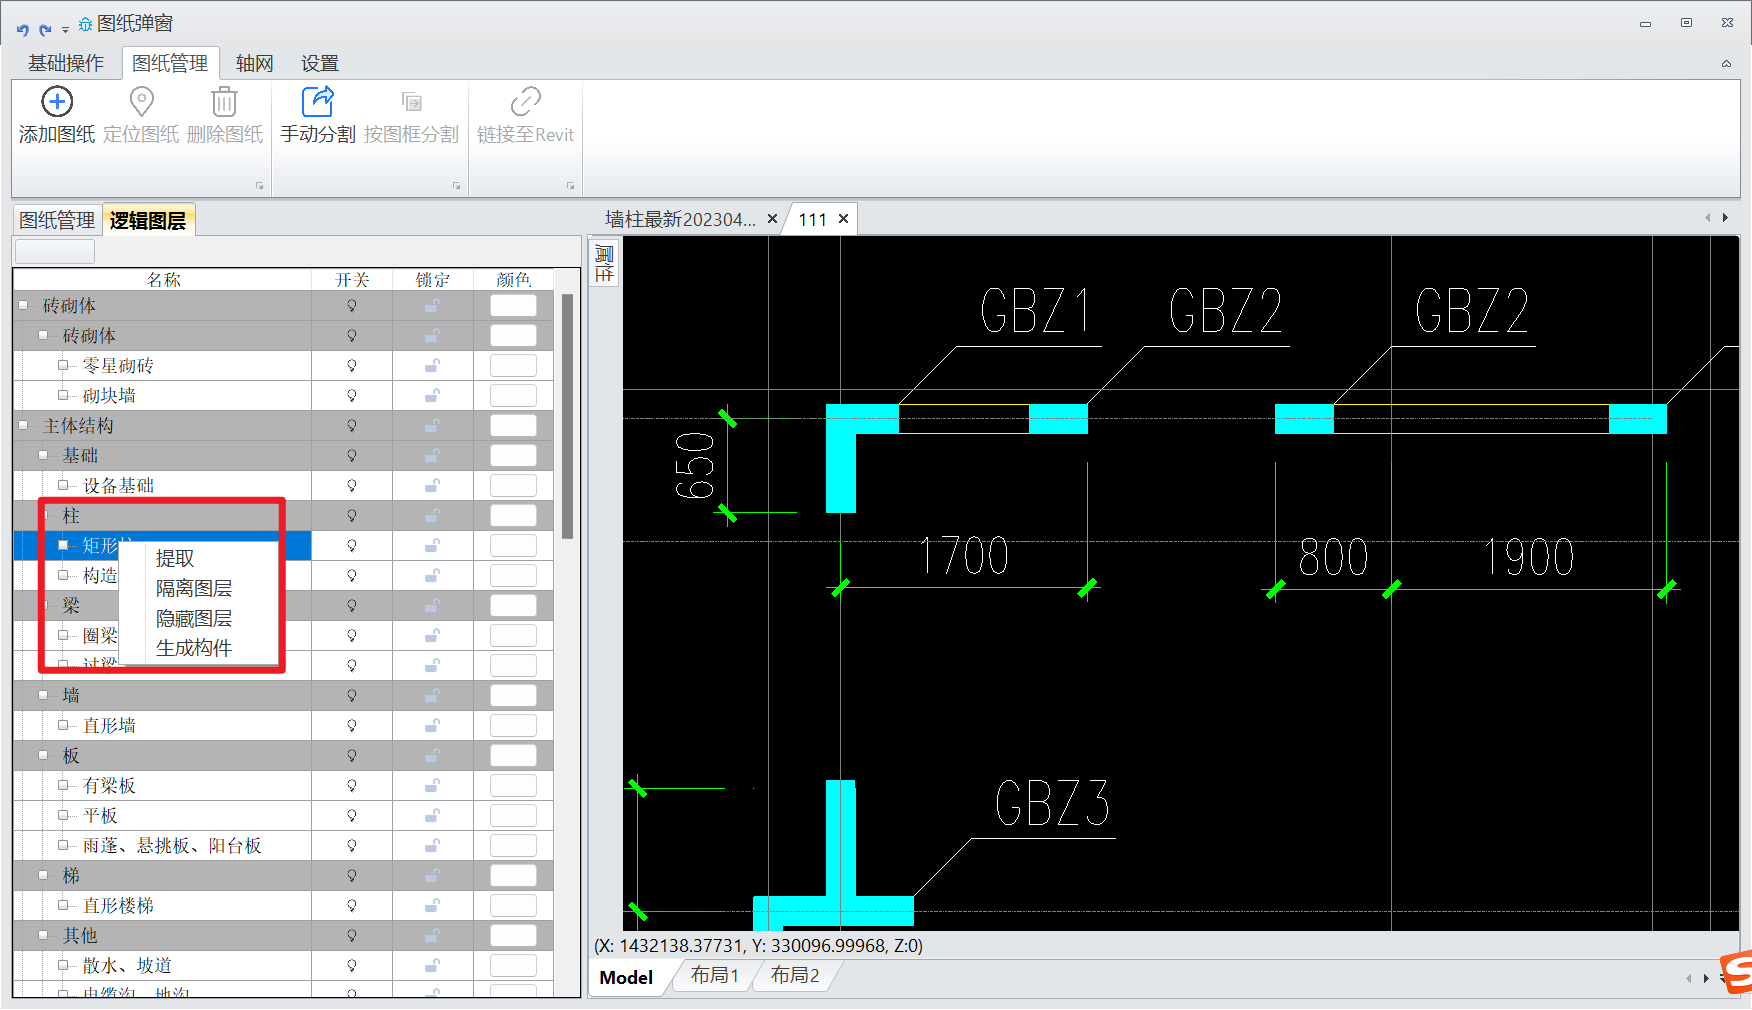 图纸弹窗
基础操作 图纸管理 轴网 设置
添加图纸 定位图纸 删除图纸 手动分割 按图框分割 链接至Revit
图纸管理 逻辑图层
墙柱最新202304... 111
属性
名称 开关 锁定 颜色
砖砌体
砖砌体
零星砌砖
砌块墙
主体结构
基础
设备基础
柱
矩形
构造
梁
圈梁
过梁
墙
直形墙
板
有梁板
平板
雨蓬、悬挑板、阳台板
梯
直形楼梯
其他
散水、坡道
电缆沟、地沟
提取
隔离图层
隐藏图层
生成构件
GBZ1 GBZ2 GBZ2
650
1700 800 1900
GBZ3
(X: 1432138.37731, Y: 330096.99968, Z:0)
Model 布局1 布局2